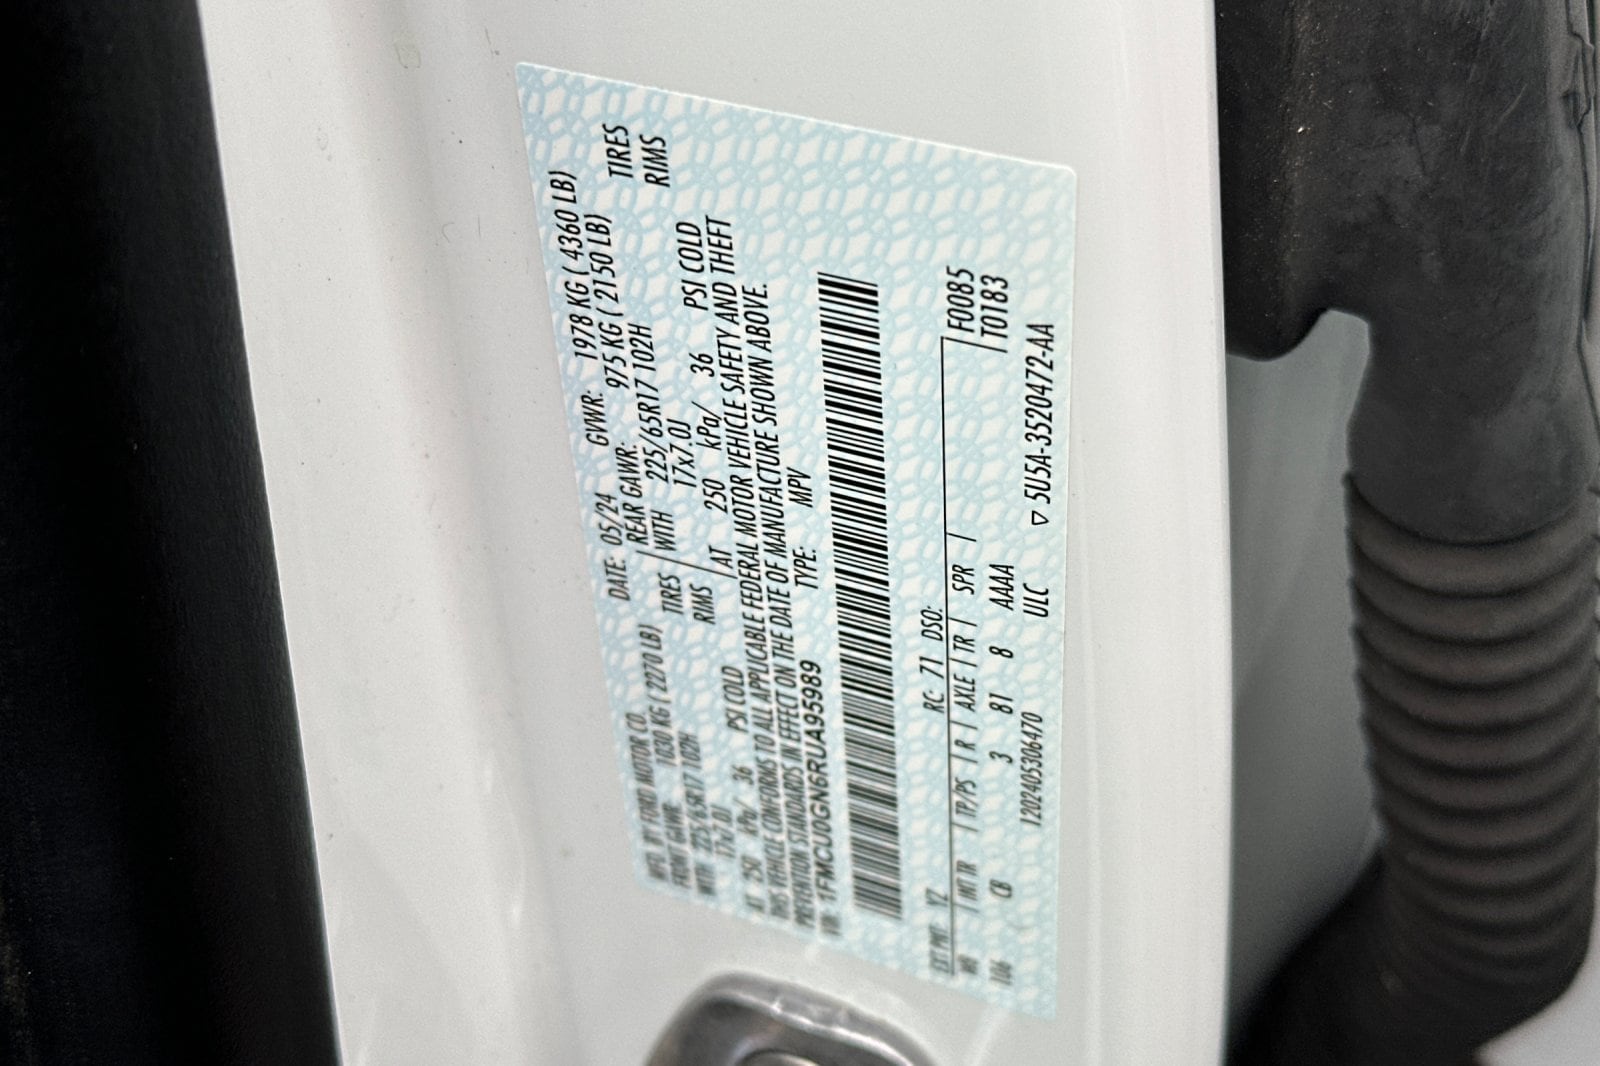 MFD. BY FORD MOTOR CO. DATE: 05/24 GVWR: 1978 KG ( 4360 LB)
FRONT GAWR: 1030 KG ( 2270 LB) REAR GAWR: 975 KG ( 2150 LB)
WITH 225/65R17 102H TIRES WITH 225/65R17 102H TIRES
17x7.0J RIMS 17x7.0J RIMS
AT 250 kPa/ 36 PSI COLD AT 250 kPa/ 36 PSI COLD
THIS VEHICLE CONFORMS TO ALL APPLICABLE FEDERAL MOTOR VEHICLE SAFETY AND THEFT
PREVENTION STANDARDS IN EFFECT ON THE DATE OF MANUFACTURE SHOWN ABOVE.
VIN: 1FMCU0GN6RUA95989 TYPE: MPV
EXT PNT: YZ RC: 71 DSO: F0085
WB | INT TR | TP/PS | R | AXLE | TR | SPR | T0183
106 CB 3 81 8 AAAA
1202405306470 ULC ▽ 5U5A-3520472-AA